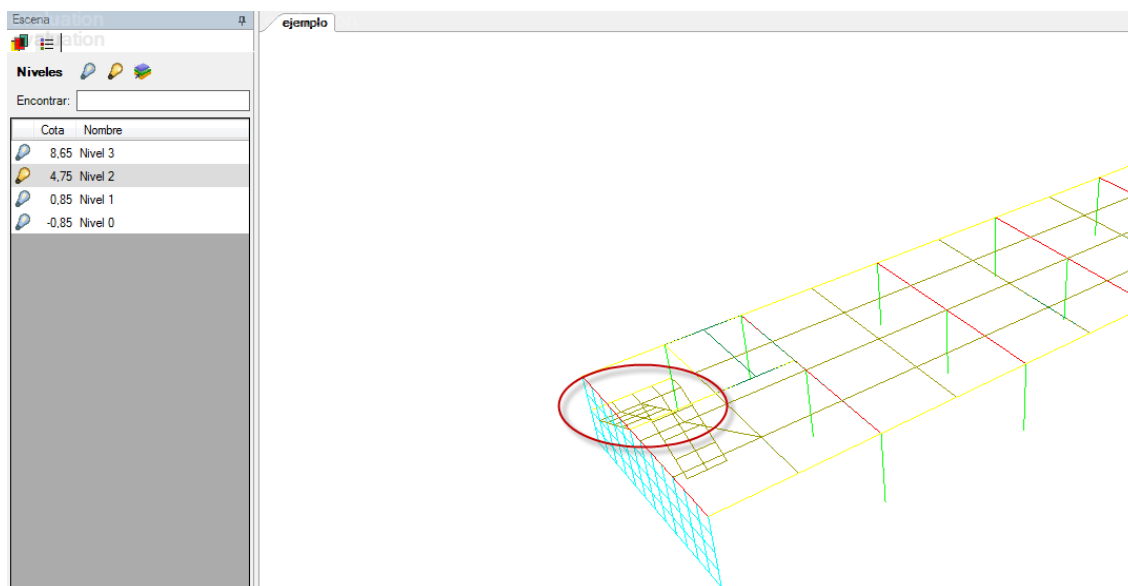 Escena
ejemplo
evaluation
Niveles
Encontrar:
Cota Nombre
8,65 Nivel 3
4,75 Nivel 2
0,85 Nivel 1
-0,85 Nivel 0